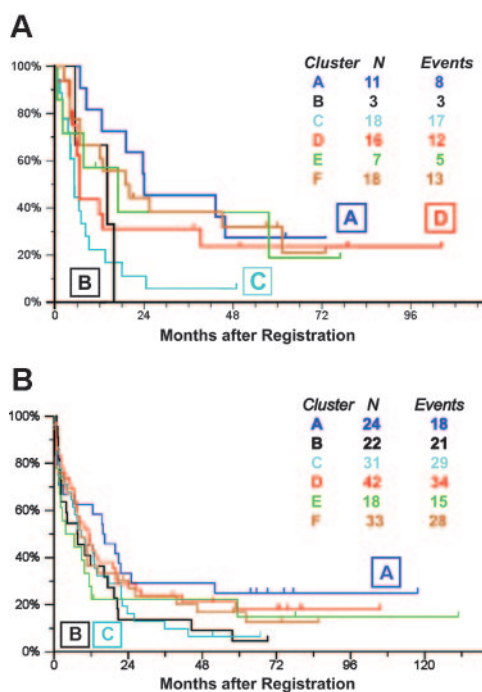 A
100%
80%
60%
40%
20%
0%
Cluster N Events
A 11 8
B 3 3
C 18 17
D 16 12
E 7 5
F 18 13
A
D
B
C
0 24 48 72 96
Months after Registration
B
100%
80%
60%
40%
20%
0%
Cluster N Events
A 24 18
B 22 21
C 31 29
D 42 34
E 18 15
F 33 28
A
B C
0 24 48 72 96 120
Months after Registration